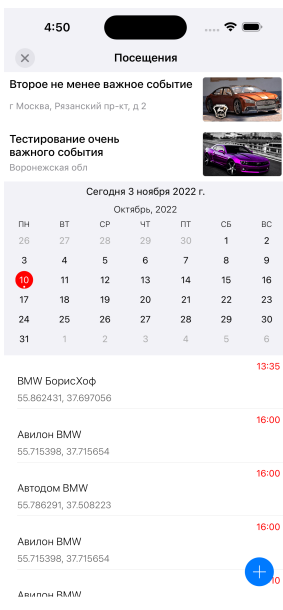 4:50
Посещения
Второе не менее важное событие
г Москва, Рязанский пр-кт, д 2
Тестирование очень
важного события
Воронежская обл
Сегодня 3 ноября 2022 г.
Октябрь, 2022
ПН ВТ СР ЧТ ПТ СБ ВС
26 27 28 29 30 1 2
3 4 5 6 7 8 9
10 11 12 13 14 15 16
17 18 19 20 21 22 23
24 25 26 27 28 29 30
31 1 2 3 4 5 6
13:35
BMW БорисХоф
55.862431, 37.697056
16:00
Авилон BMW
55.715398, 37.715654
16:00
Автодом BMW
55.786291, 37.508223
16:00
Авилон BMW
55.715398, 37.715654
10
Авилон BMW